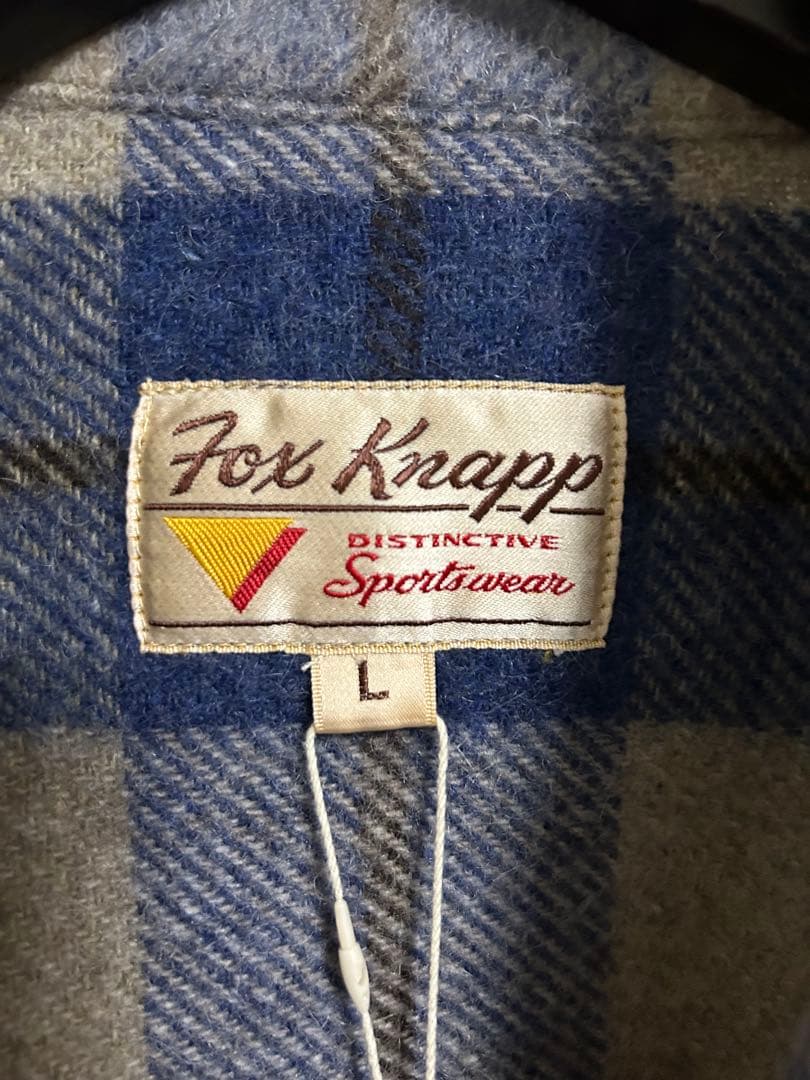 Fox Knapp
DISTINCTIVE
Sportswear
L